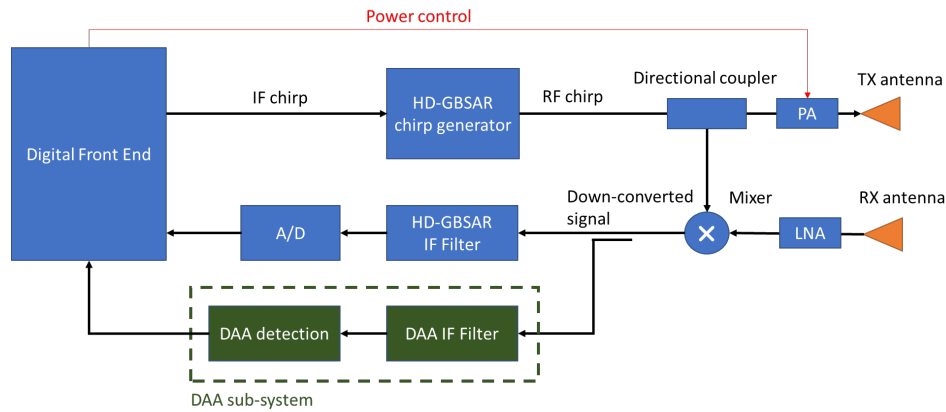 Power control
Directional coupler
TX antenna
IF chirp
HD-GBSAR
chirp generator
RF chirp
PA
Digital Front End
Down-converted
signal
Mixer
RX antenna
A/D
HD-GBSAR
IF Filter
LNA
DAA detection
DAA IF Filter
DAA sub-system